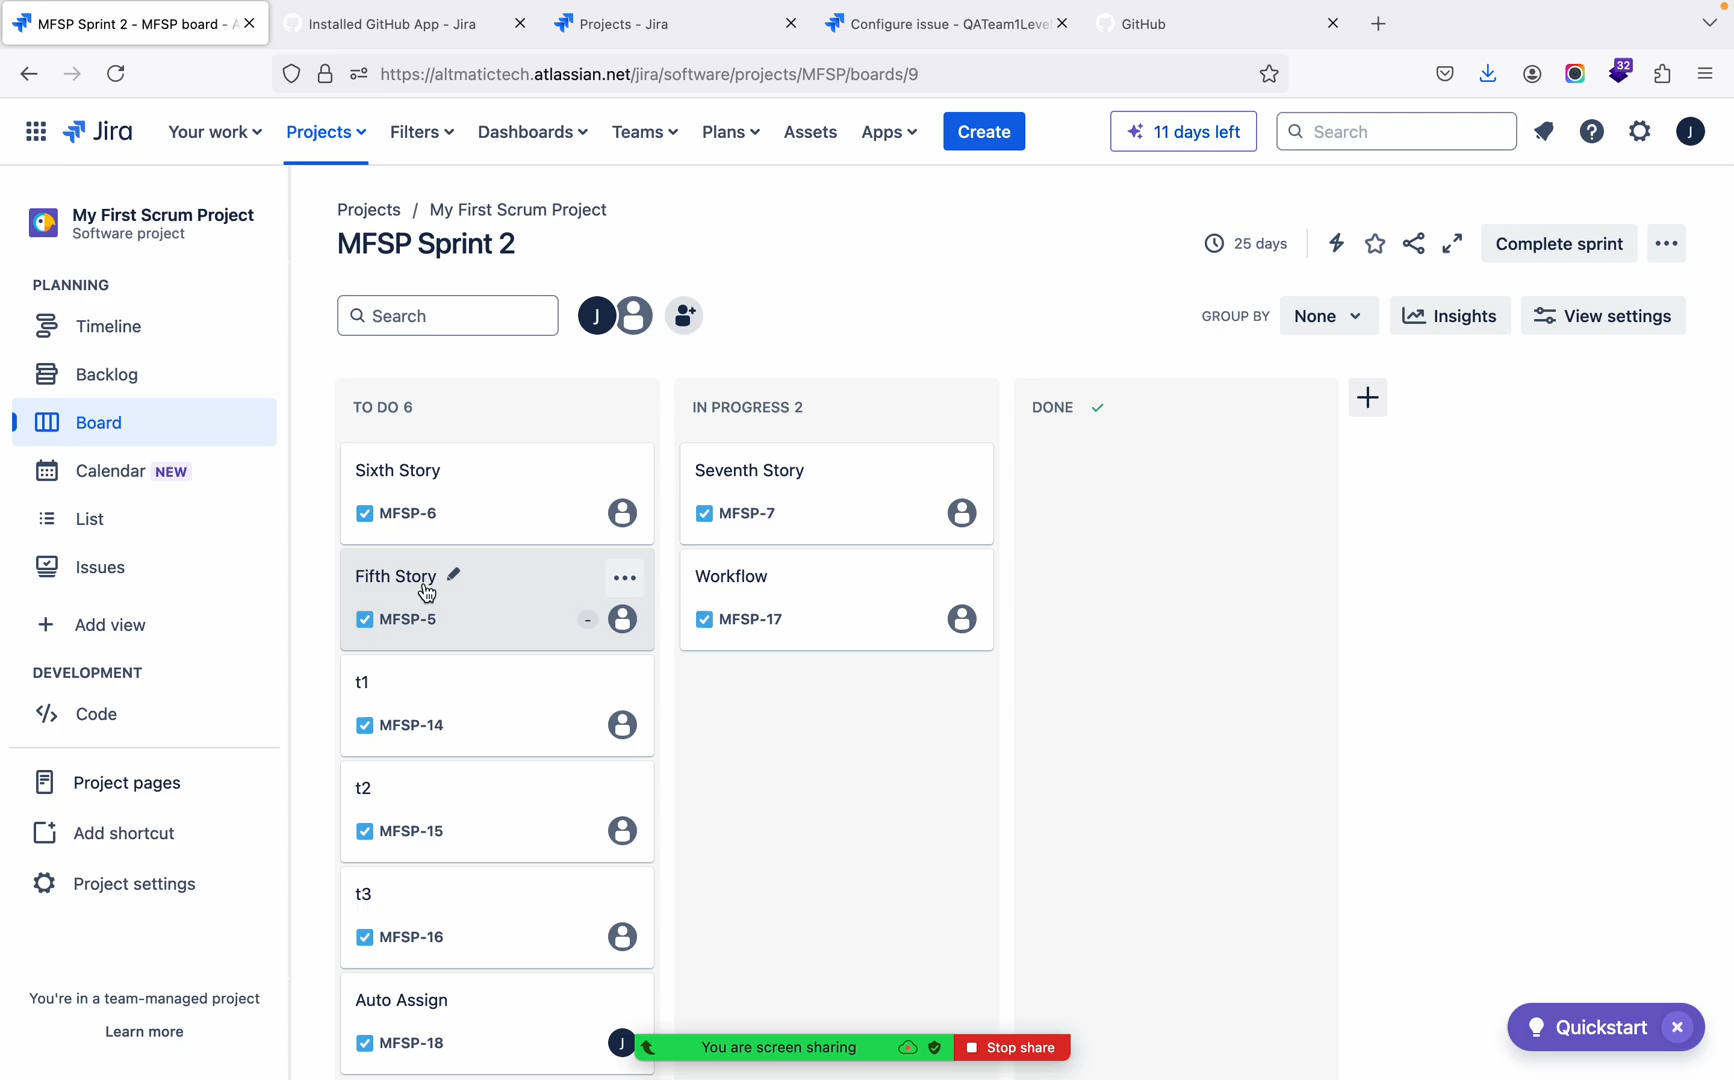 MFSP Sprint 2 - MFSP board - A
Installed GitHub App - Jira
Projects - Jira
Configure issue - QATeam1Level
GitHub
https://altmatictech.atlassian.net/jira/software/projects/MFSP/boards/9
32
Jira
Your work
Projects
Filters
Dashboards
Teams
Plans
Assets
Apps
Create
11 days left
Search
J
My First Scrum Project
Software project
PLANNING
Timeline
Backlog
Board
Calendar NEW
List
Issues
Add view
DEVELOPMENT
Code
Project pages
Add shortcut
Project settings
You're in a team-managed project
Learn more
Projects / My First Scrum Project
MFSP Sprint 2
25 days
Complete sprint
Search
J
GROUP BY
None
Insights
View settings
TO DO 6
Sixth Story
MFSP-6
Fifth Story
MFSP-5
-
t1
MFSP-14
t2
MFSP-15
t3
MFSP-16
Auto Assign
MFSP-18
J
IN PROGRESS 2
Seventh Story
MFSP-7
Workflow
MFSP-17
DONE
You are screen sharing
Stop share
Quickstart